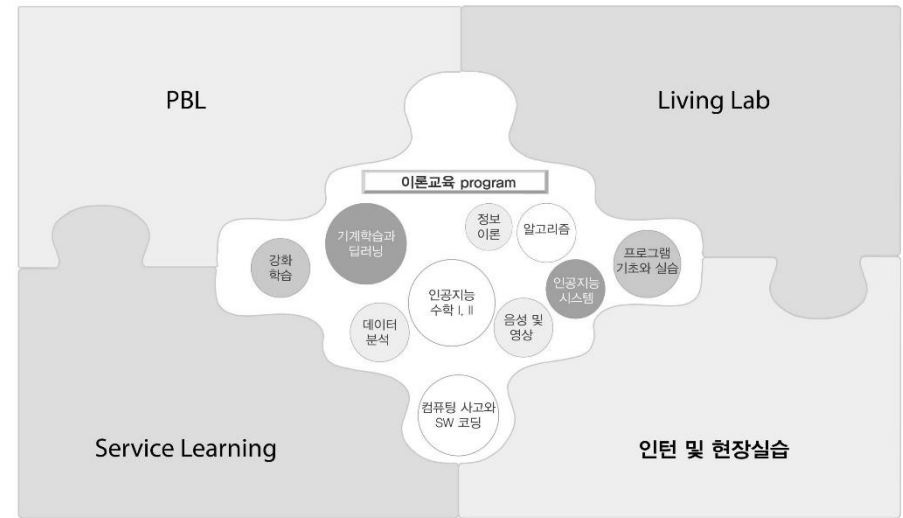 PBL
Living Lab
이론교육 program
기계학습과
딥러닝
정보
이론
알고리즘
강화
학습
프로그램
기초와 실습
인공지능
수학 I, II
인공지능
시스템
데이터
분석
음성 및
영상
컴퓨팅 사고와
SW 코딩
Service Learning
인턴 및 현장실습